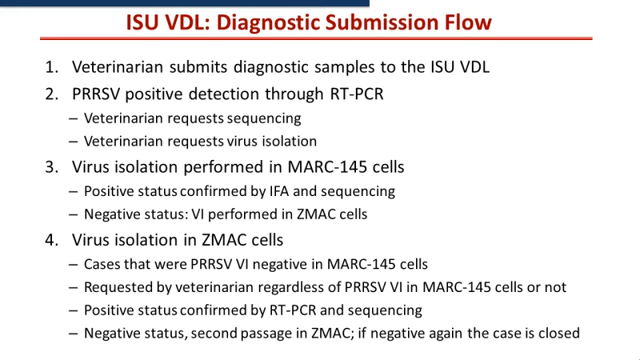 ISU VDL: Diagnostic Submission Flow
1. Veterinarian submits diagnostic samples to the ISU VDL
2. PRRSV positive detection through RT-PCR
– Veterinarian requests sequencing
– Veterinarian requests virus isolation
3. Virus isolation performed in MARC-145 cells
– Positive status confirmed by IFA and sequencing
– Negative status: VI performed in ZMAC cells
4. Virus isolation in ZMAC cells
– Cases that were PRRSV VI negative in MARC-145 cells
– Requested by veterinarian regardless of PRRSV VI in MARC-145 cells or not
– Positive status confirmed by RT-PCR and sequencing
– Negative status, second passage in ZMAC; if negative again the case is closed